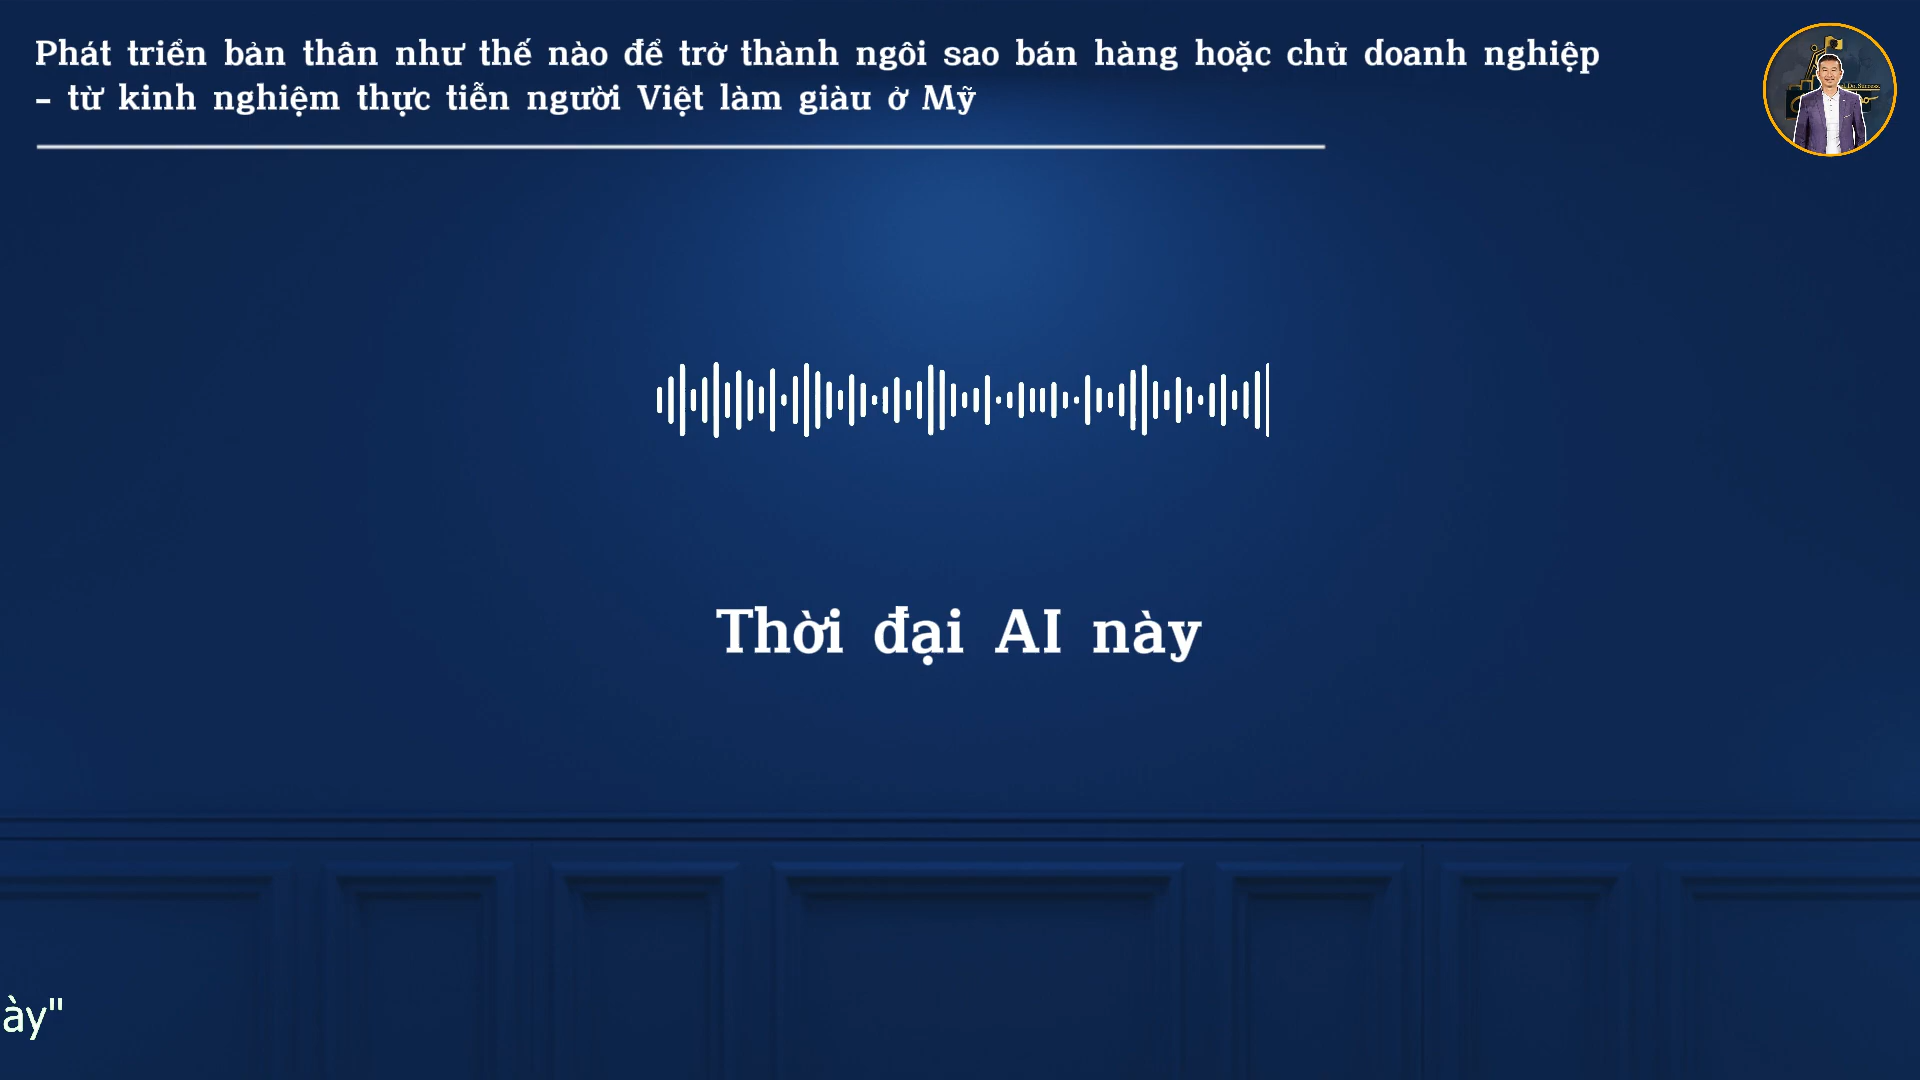 Phát triển bản thân như thế nào để trở thành ngôi sao bán hàng hoặc chủ doanh nghiệp
– từ kinh nghiệm thực tiễn người Việt làm giàu ở Mỹ
Thời đại AI này
ày"